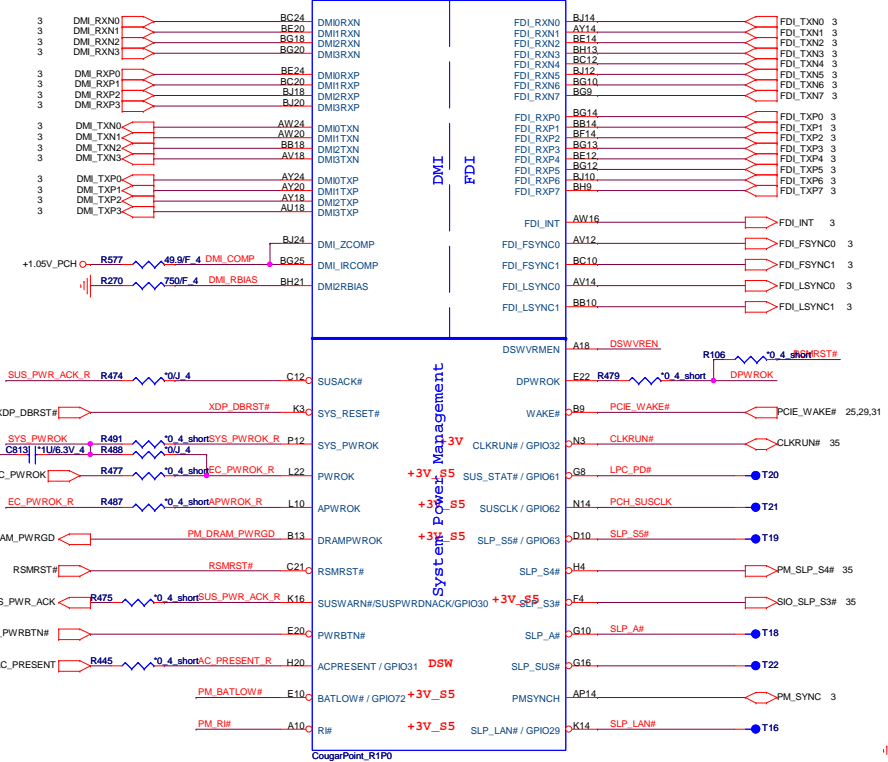 3 DMI_RXN0 BC24 DMI0RXN FDI_RXN0 BJ14 FDI_TXN0 3
3 DMI_RXN1 BE20 DMI1RXN FDI_RXN1 AY14 FDI_TXN1 3
3 DMI_RXN2 BG18 DMI2RXN FDI_RXN2 BE14 FDI_TXN2 3
3 DMI_RXN3 BG20 DMI3RXN FDI_RXN3 BH13 FDI_TXN3 3
FDI_RXN4 BC12 FDI_TXN4 3
3 DMI_RXP0 BE24 DMI0RXP FDI_RXN5 BJ12 FDI_TXN5 3
3 DMI_RXP1 BC20 DMI1RXP FDI_RXN6 BG10 FDI_TXN6 3
3 DMI_RXP2 BJ18 DMI2RXP FDI_RXN7 BG9 FDI_TXN7 3
3 DMI_RXP3 BJ20 DMI3RXP
FDI_RXP0 BG14 FDI_TXP0 3
3 DMI_TXN0 AW24 DMI0TXN FDI_RXP1 BB14 FDI_TXP1 3
3 DMI_TXN1 AW20 DMI1TXN FDI_RXP2 BF14 FDI_TXP2 3
3 DMI_TXN2 BB18 DMI2TXN FDI_RXP3 BG13 FDI_TXP3 3
3 DMI_TXN3 AV18 DMI3TXN FDI_RXP4 BE12 FDI_TXP4 3
DMI FDI
FDI_RXP5 BG12 FDI_TXP5 3
3 DMI_TXP0 AY24 DMI0TXP FDI_RXP6 BJ10 FDI_TXP6 3
3 DMI_TXP1 AY20 DMI1TXP FDI_RXP7 BH9 FDI_TXP7 3
3 DMI_TXP2 AY18 DMI2TXP
3 DMI_TXP3 AU18 DMI3TXP
FDI_INT AW16 FDI_INT 3
BJ24 DMI_ZCOMP FDI_FSYNC0 AV12 FDI_FSYNC0 3
+1.05V_PCH R577 49.9/F_4 DMI_COMP BG25 DMI_IRCOMP FDI_FSYNC1 BC10 FDI_FSYNC1 3
R270 750/F_4 DMI_RBIAS BH21 DMI2RBIAS FDI_LSYNC0 AV14 FDI_LSYNC0 3
FDI_LSYNC1 BB10 FDI_LSYNC1 3
DSWVRMEN A18 DSWVREN
R106 *0_4_short RSMRST#
SUS_PWR_ACK_R R474 *0/J_4 C12 SUSACK# DPWROK E22 R479 *0_4_short DPWROK
XDP_DBRST# XDP_DBRST# K3 SYS_RESET# WAKE# B9 PCIE_WAKE# PCIE_WAKE# 25,29,31
SYS_PWROK R491 *0_4_short SYS_PWROK_R P12 SYS_PWROK +3V CLKRUN# / GPIO32 N3 CLKRUN# CLKRUN# 35
C813 *1U/6.3V_4 R488 *0/J_4
C_PWROK R477 *0_4_short EC_PWROK_R L22 PWROK +3V_S5 SUS_STAT# / GPIO61 G8 LPC_PD# T20
EC_PWROK_R R487 *0_4_short APWROK_R L10 APWROK +3V_S5 SUSCLK / GPIO62 N14 PCH_SUSCLK T21
AM_PWRGD PM_DRAM_PWRGD B13 DRAMPWROK +3V_S5 SLP_S5# / GPIO63 D10 SLP_S5# T19
System Power Management
RSMRST# RSMRST# C21 RSMRST# SLP_S4# H4 PM_SLP_S4# 35
S_PWR_ACK R475 *0_4_short SUS_PWR_ACK_R K16 SUSWARN#/SUSPWRDNACK/GPIO30 +3V_S5 SLP_S3# F4 SIO_SLP_S3# 35
_PWRBTN# E20 PWRBTN# SLP_A# G10 SLP_A# T18
C_PRESENT R445 *0_4_short AC_PRESENT_R H20 ACPRESENT / GPIO31 DSW SLP_SUS# G16 T22
PM_BATLOW# E10 BATLOW# / GPIO72 +3V_S5 PMSYNCH AP14 PM_SYNC 3
PM_RI# A10 RI# +3V_S5 SLP_LAN# / GPIO29 K14 SLP_LAN# T16
CougarPoint_R1P0